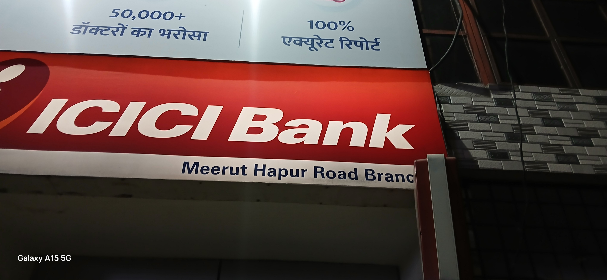 50,000+
डॉक्टरों का भरोसा
100%
एक्यूरेट रिपोर्ट
ICICI Bank
Meerut Hapur Road Branc
Galaxy A15 5G